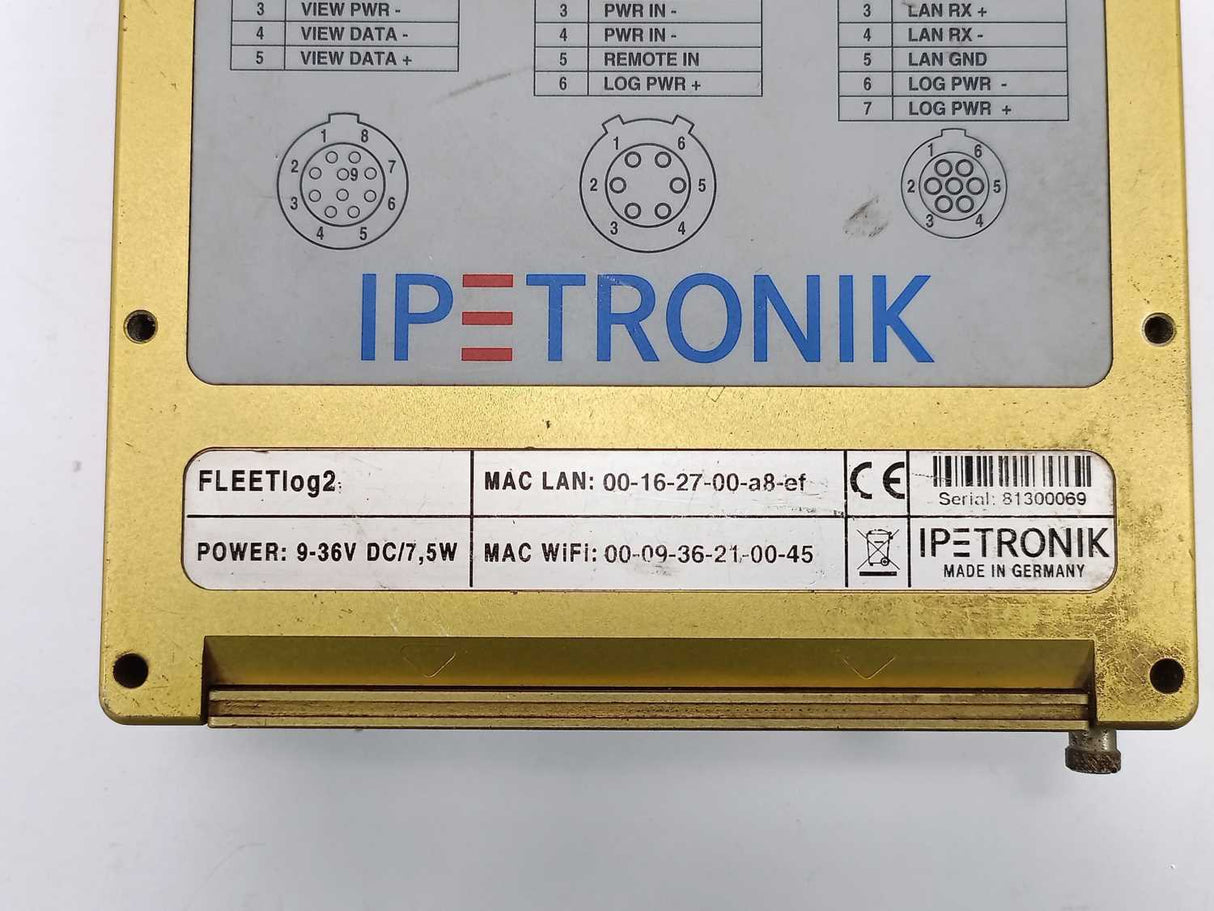 3 VIEW PWR -
4 VIEW DATA -
5 VIEW DATA +
3 PWR IN -
4 PWR IN -
5 REMOTE IN
6 LOG PWR +
3 LAN RX +
4 LAN RX -
5 LAN GND
6 LOG PWR -
7 LOG PWR +
1 8
2 9 7
3 6
4 5
1 6
2 5
3 4
1 6
2 5
3 4
IPETRONIK
FLEETlog2
MAC LAN: 00-16-27-00-a8-ef
CE
Serial: 81300069
POWER: 9-36V DC/7,5W
MAC WiFi: 00-09-36-21-00-45
IPETRONIK
MADE IN GERMANY